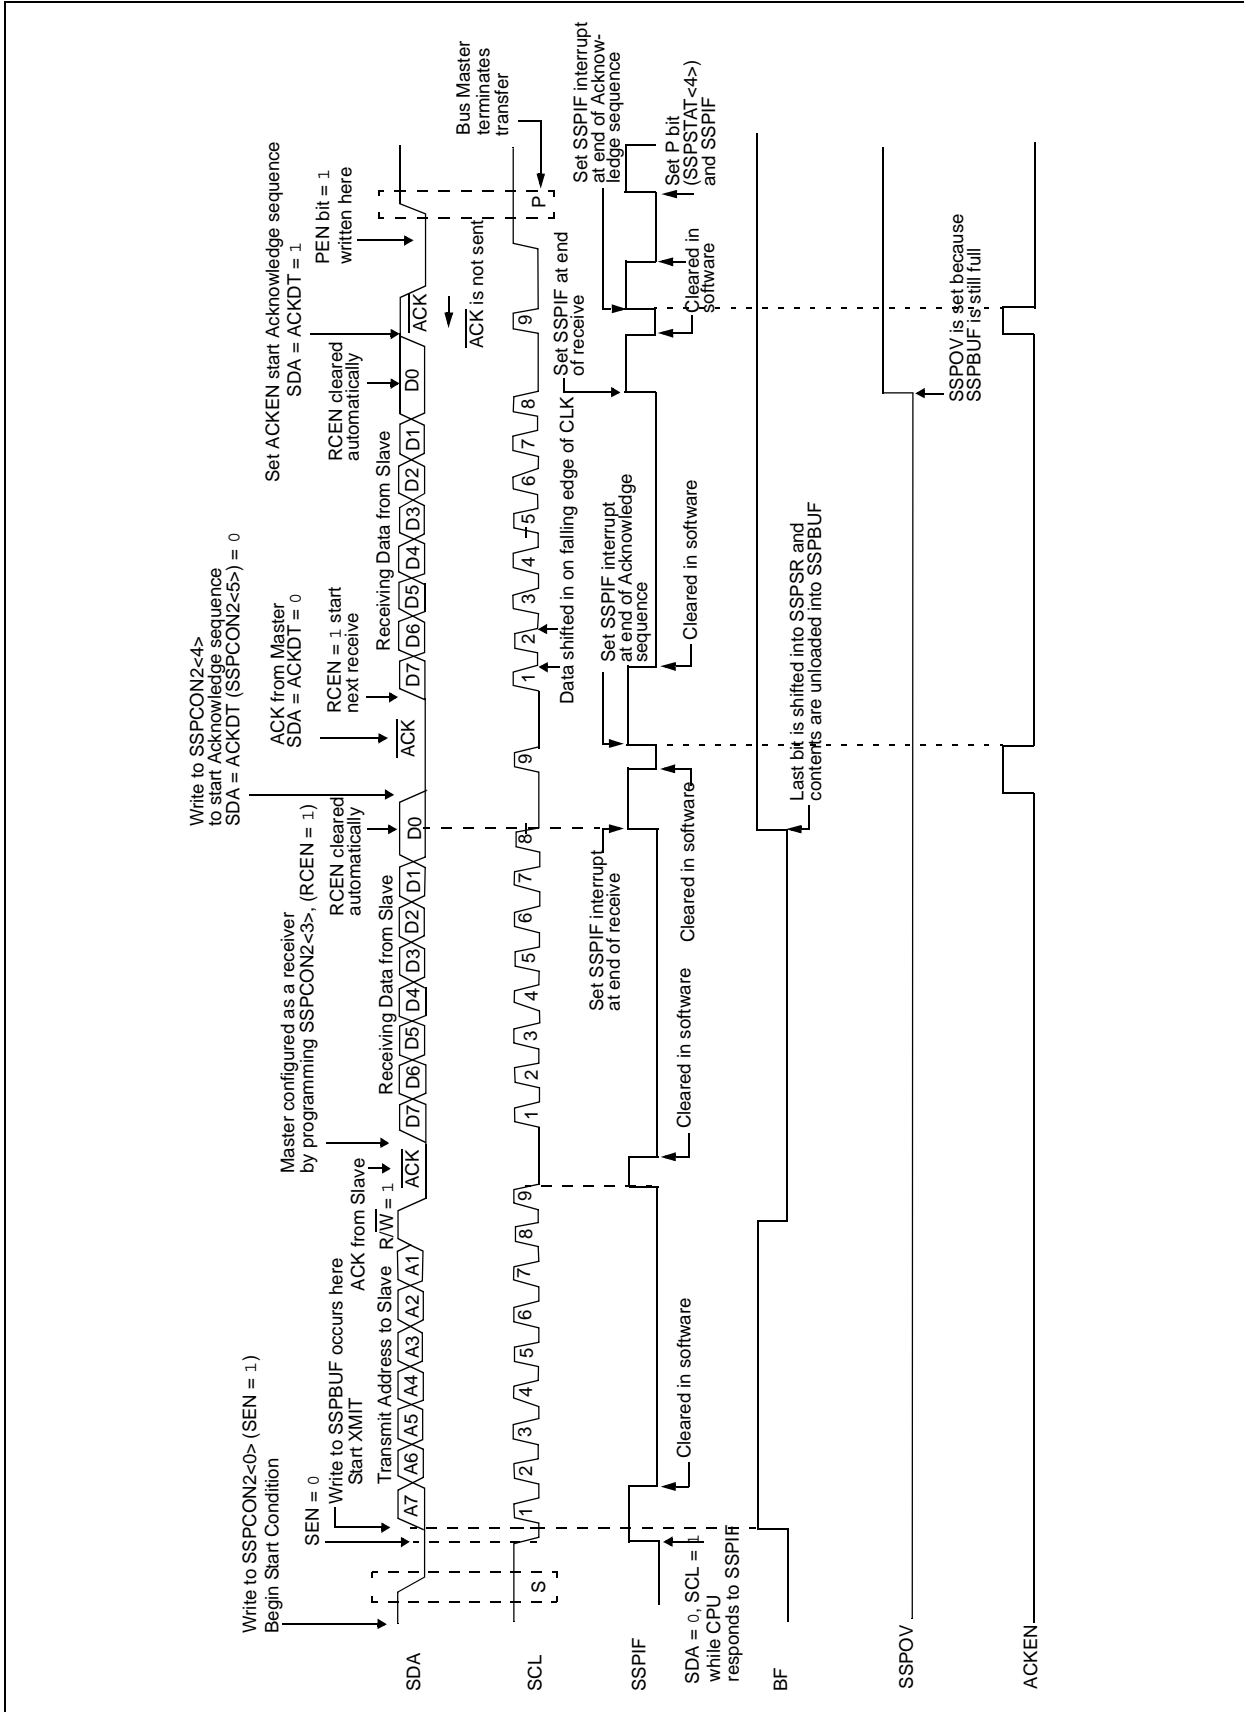 Write to SSPCON2<0> (SEN = 1)
Begin Start Condition
SEN = 0
Write to SSPBUF occurs here
Start XMIT
ACK from Slave
Master configured as a receiver
by programming SSPCON2<3>, (RCEN = 1)
RCEN cleared
automatically
Write to SSPCON2<4>
to start Acknowledge sequence
SDA = ACKDT (SSPCON2<5>) = 0
ACK from Master
SDA = ACKDT = 0
RCEN = 1 start
next receive
RCEN cleared
automatically
Set ACKEN start Acknowledge sequence
SDA = ACKDT = 1
PEN bit = 1
written here
Transmit Address to Slave
R/W = 1
Receiving Data from Slave
Receiving Data from Slave
SDA
A7 A6 A5 A4 A3 A2 A1
ACK
D7 D6 D5 D4 D3 D2 D1 D0
ACK
D7 D6 D5 D4 D3 D2 D1 D0
ACK
ACK is not sent
Bus Master
terminates
transfer
SCL
S
1 2 3 4 5 6 7 8 9
1 2 3 4 5 6 7 8
9
1 2 3 4 5 6 7 8
9
P
Data shifted in on falling edge of CLK
Set SSPIF interrupt
at end of receive
Set SSPIF interrupt
at end of Acknowledge
sequence
Set SSPIF at end
of receive
Set SSPIF interrupt
at end of Acknow-
ledge sequence
SSPIF
SDA = 0, SCL = 1
while CPU
responds to SSPIF
Cleared in software
Cleared in software
Cleared in software
Cleared in software
Cleared in
software
Set P bit
(SSPSTAT<4>)
and SSPIF
BF
Last bit is shifted into SSPSR and
contents are unloaded into SSPBUF
SSPOV
SSPOV is set because
SSPBUF is still full
ACKEN